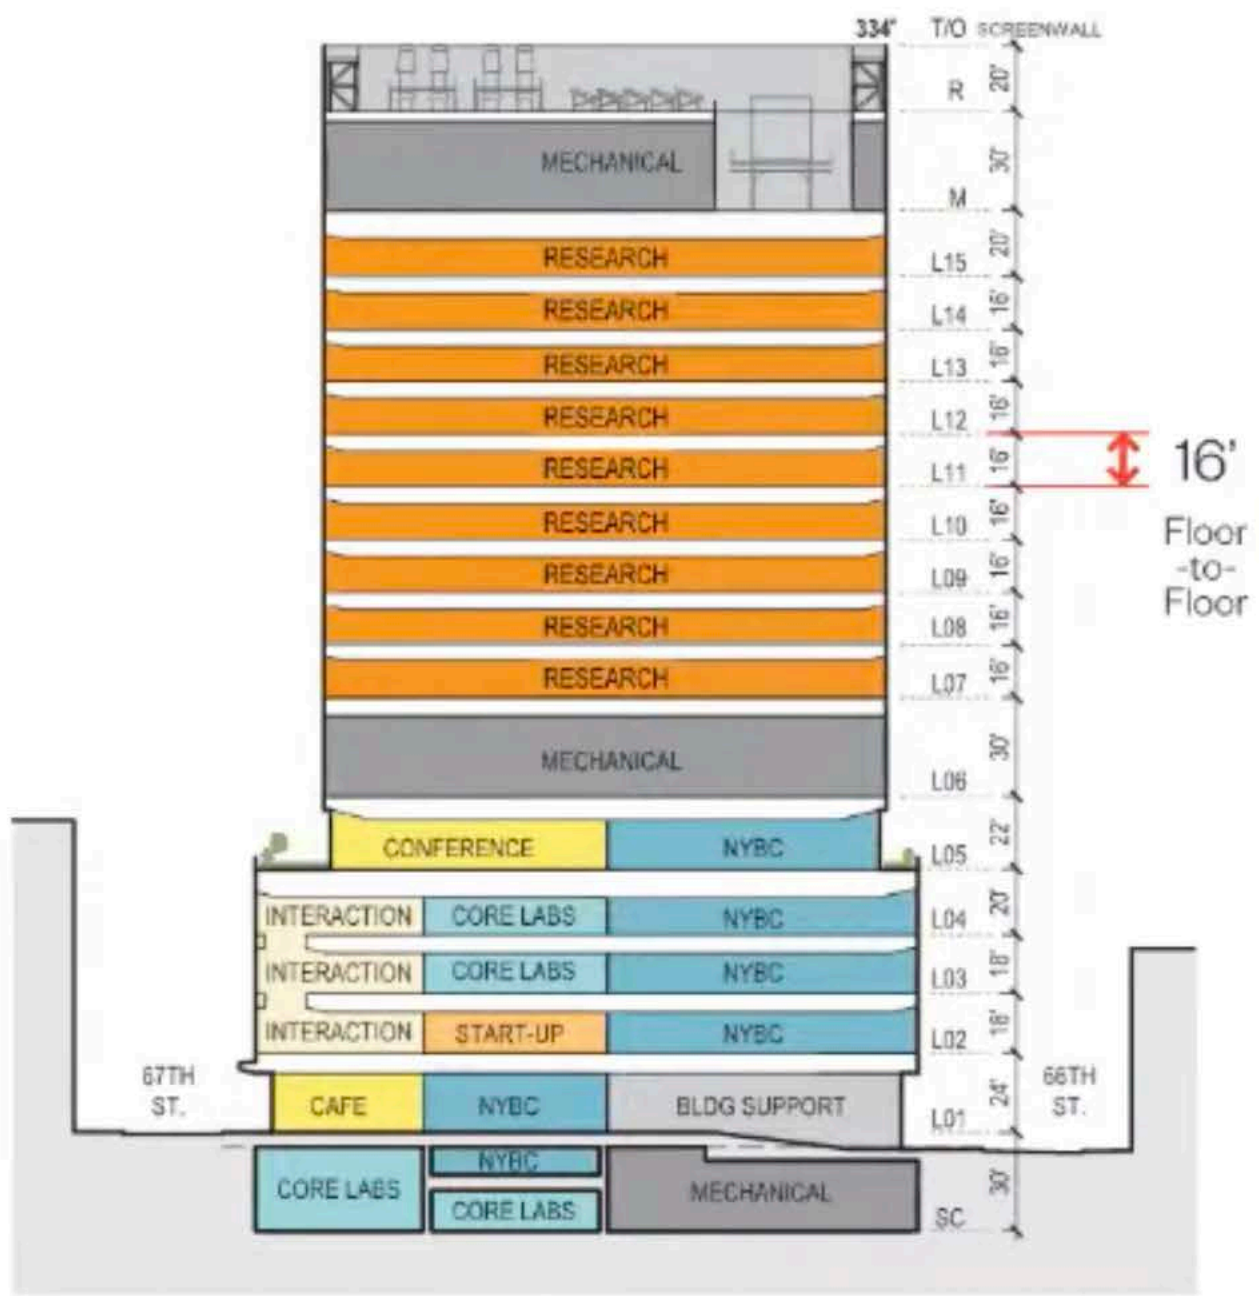 334' T/O SCREENWALL
R 20'
MECHANICAL M 30'
RESEARCH L15 20'
RESEARCH L14 16'
RESEARCH L13 16'
RESEARCH L12 16'
RESEARCH L11 16' 16'
Floor
-to-
Floor
RESEARCH L10 16'
RESEARCH L09 16'
RESEARCH L08 16'
RESEARCH L07 16'
MECHANICAL L06 30'
CONFERENCE NYBC L05 22'
INTERACTION CORE LABS NYBC L04 20'
INTERACTION CORE LABS NYBC L03 18'
INTERACTION START-UP NYBC L02 18'
67TH
ST.
CAFE NYBC BLDG SUPPORT L01 24'
66TH
ST.
CORE LABS NYBC MECHANICAL SC 30'
CORE LABS